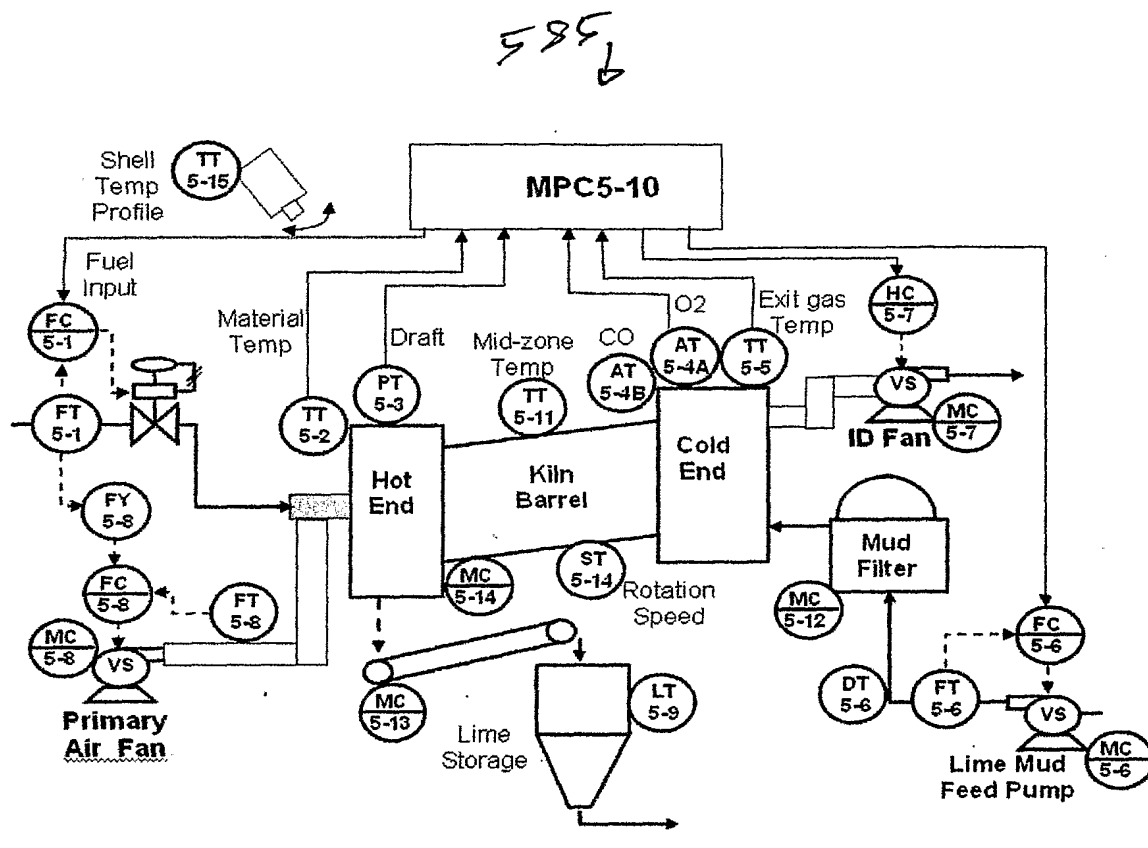 585
MPC5-10
Shell
Temp
Profile
TT
5-15
Fuel
Input
FC
5-1
Material
Temp
Draft
Mid-zone
Temp
CO
O2
Exit gas
Temp
HC
5-7
FT
5-1
TT
5-2
PT
5-3
TT
5-11
AT
5-4B
AT
5-4A
TT
5-5
VS
MC
5-7
ID Fan
Hot
End
Kiln
Barrel
Cold
End
FY
5-8
FC
5-8
FT
5-8
MC
5-8
VS
Primary
Air Fan
MC
5-14
ST
5-14
Rotation
Speed
Mud
Filter
MC
5-12
FC
5-6
MC
5-13
Lime
Storage
LT
5-9
DT
5-6
FT
5-6
VS
MC
5-6
Lime Mud
Feed Pump